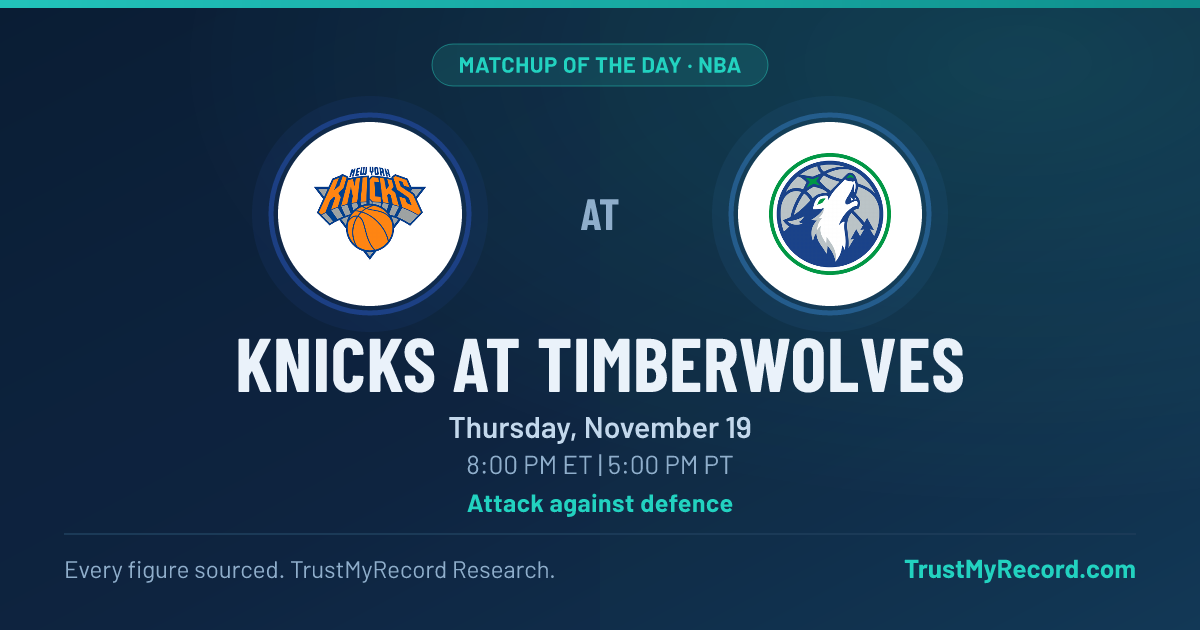 MATCHUP OF THE DAY · NBA
NEW YORK
KNICKS
AT
KNICKS AT TIMBERWOLVES
Thursday, November 19
8:00 PM ET | 5:00 PM PT
Attack against defence
Every figure sourced. TrustMyRecord Research.
TrustMyRecord.com